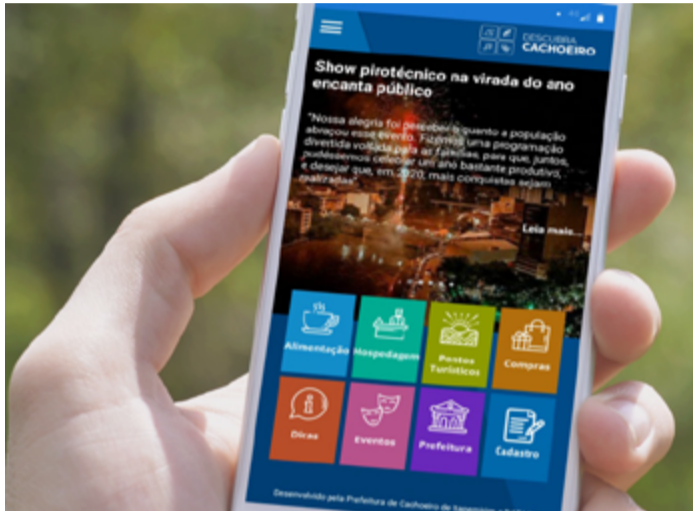 DESCUBRA
CACHOEIRO
Show pirotécnico na virada do ano
encanta público
"Nossa alegria foi perceber o quanto a população
abraçou esse evento. Fizemos uma programação
divertida voltada para as famílias, para que, juntos,
pudéssemos celebrar um ano bastante produtivo,
e desejar que, em 2020, mais conquistas sejam
realizadas"
Leia mais...
Alimentação
Hospedagem
Pontos
Turísticos
Compras
Dicas
Eventos
Prefeitura
Cadastro
Desenvolvido pela Prefeitura de Cachoeiro de